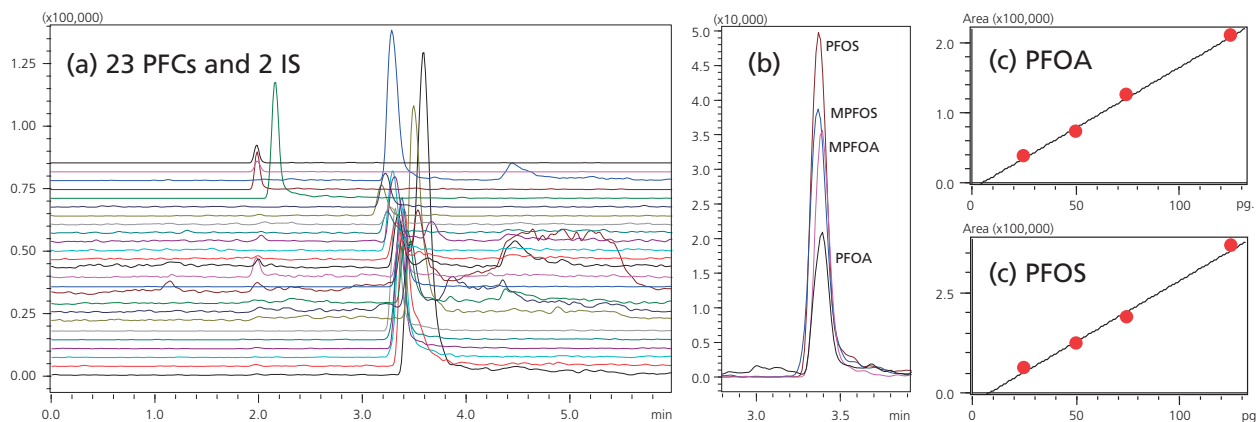 (x100,000)
(a) 23 PFCs and 2 IS
1.25
1.00
0.75
0.50
0.25
0.00
0.0 1.0 2.0 3.0 4.0 5.0 min
(x10,000)
(b)
5.0
4.5
4.0
3.5
3.0
2.5
2.0
1.5
1.0
0.5
0.0
PFOS
MPFOS
MPFOA
PFOA
3.0 3.5 min
Area (x100,000)
(c) PFOA
2.0
1.0
0.0
0 50 100 pg.
Area (x100,000)
(c) PFOS
2.5
0.0
0 50 100 pg